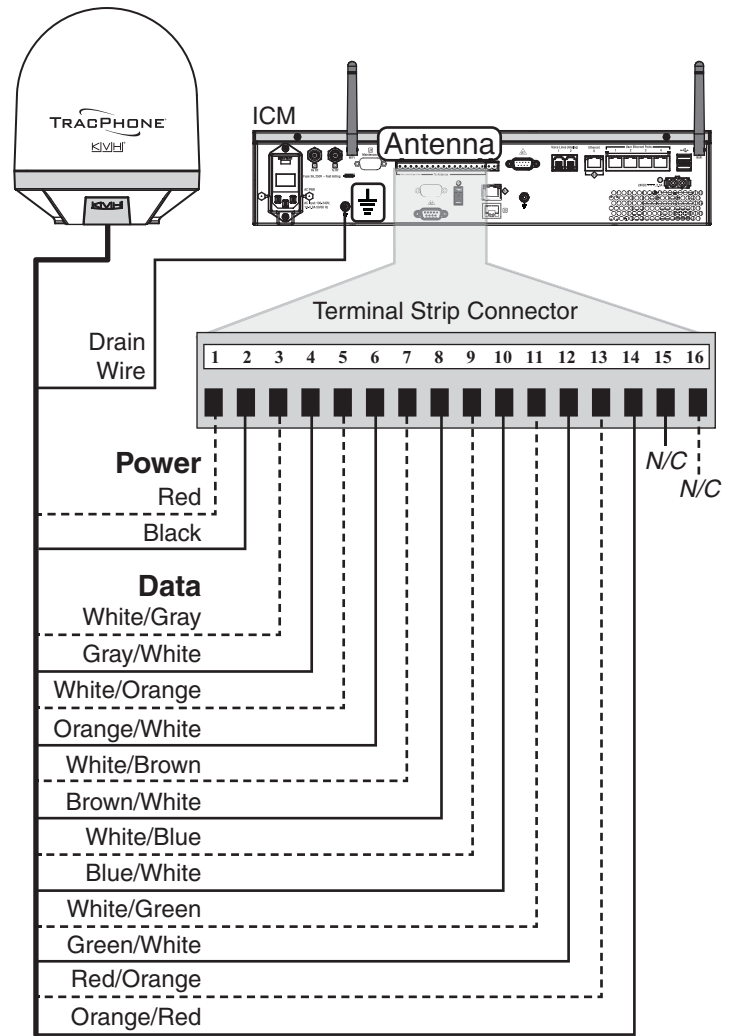 TRACPHONE
KVH
KVH
ICM
Antenna
Terminal Strip Connector
1 2 3 4 5 6 7 8 9 10 11 12 13 14 15 16
Drain
Wire
N/C
N/C
Power
Red
Black
Data
White/Gray
Gray/White
White/Orange
Orange/White
White/Brown
Brown/White
White/Blue
Blue/White
White/Green
Green/White
Red/Orange
Orange/Red